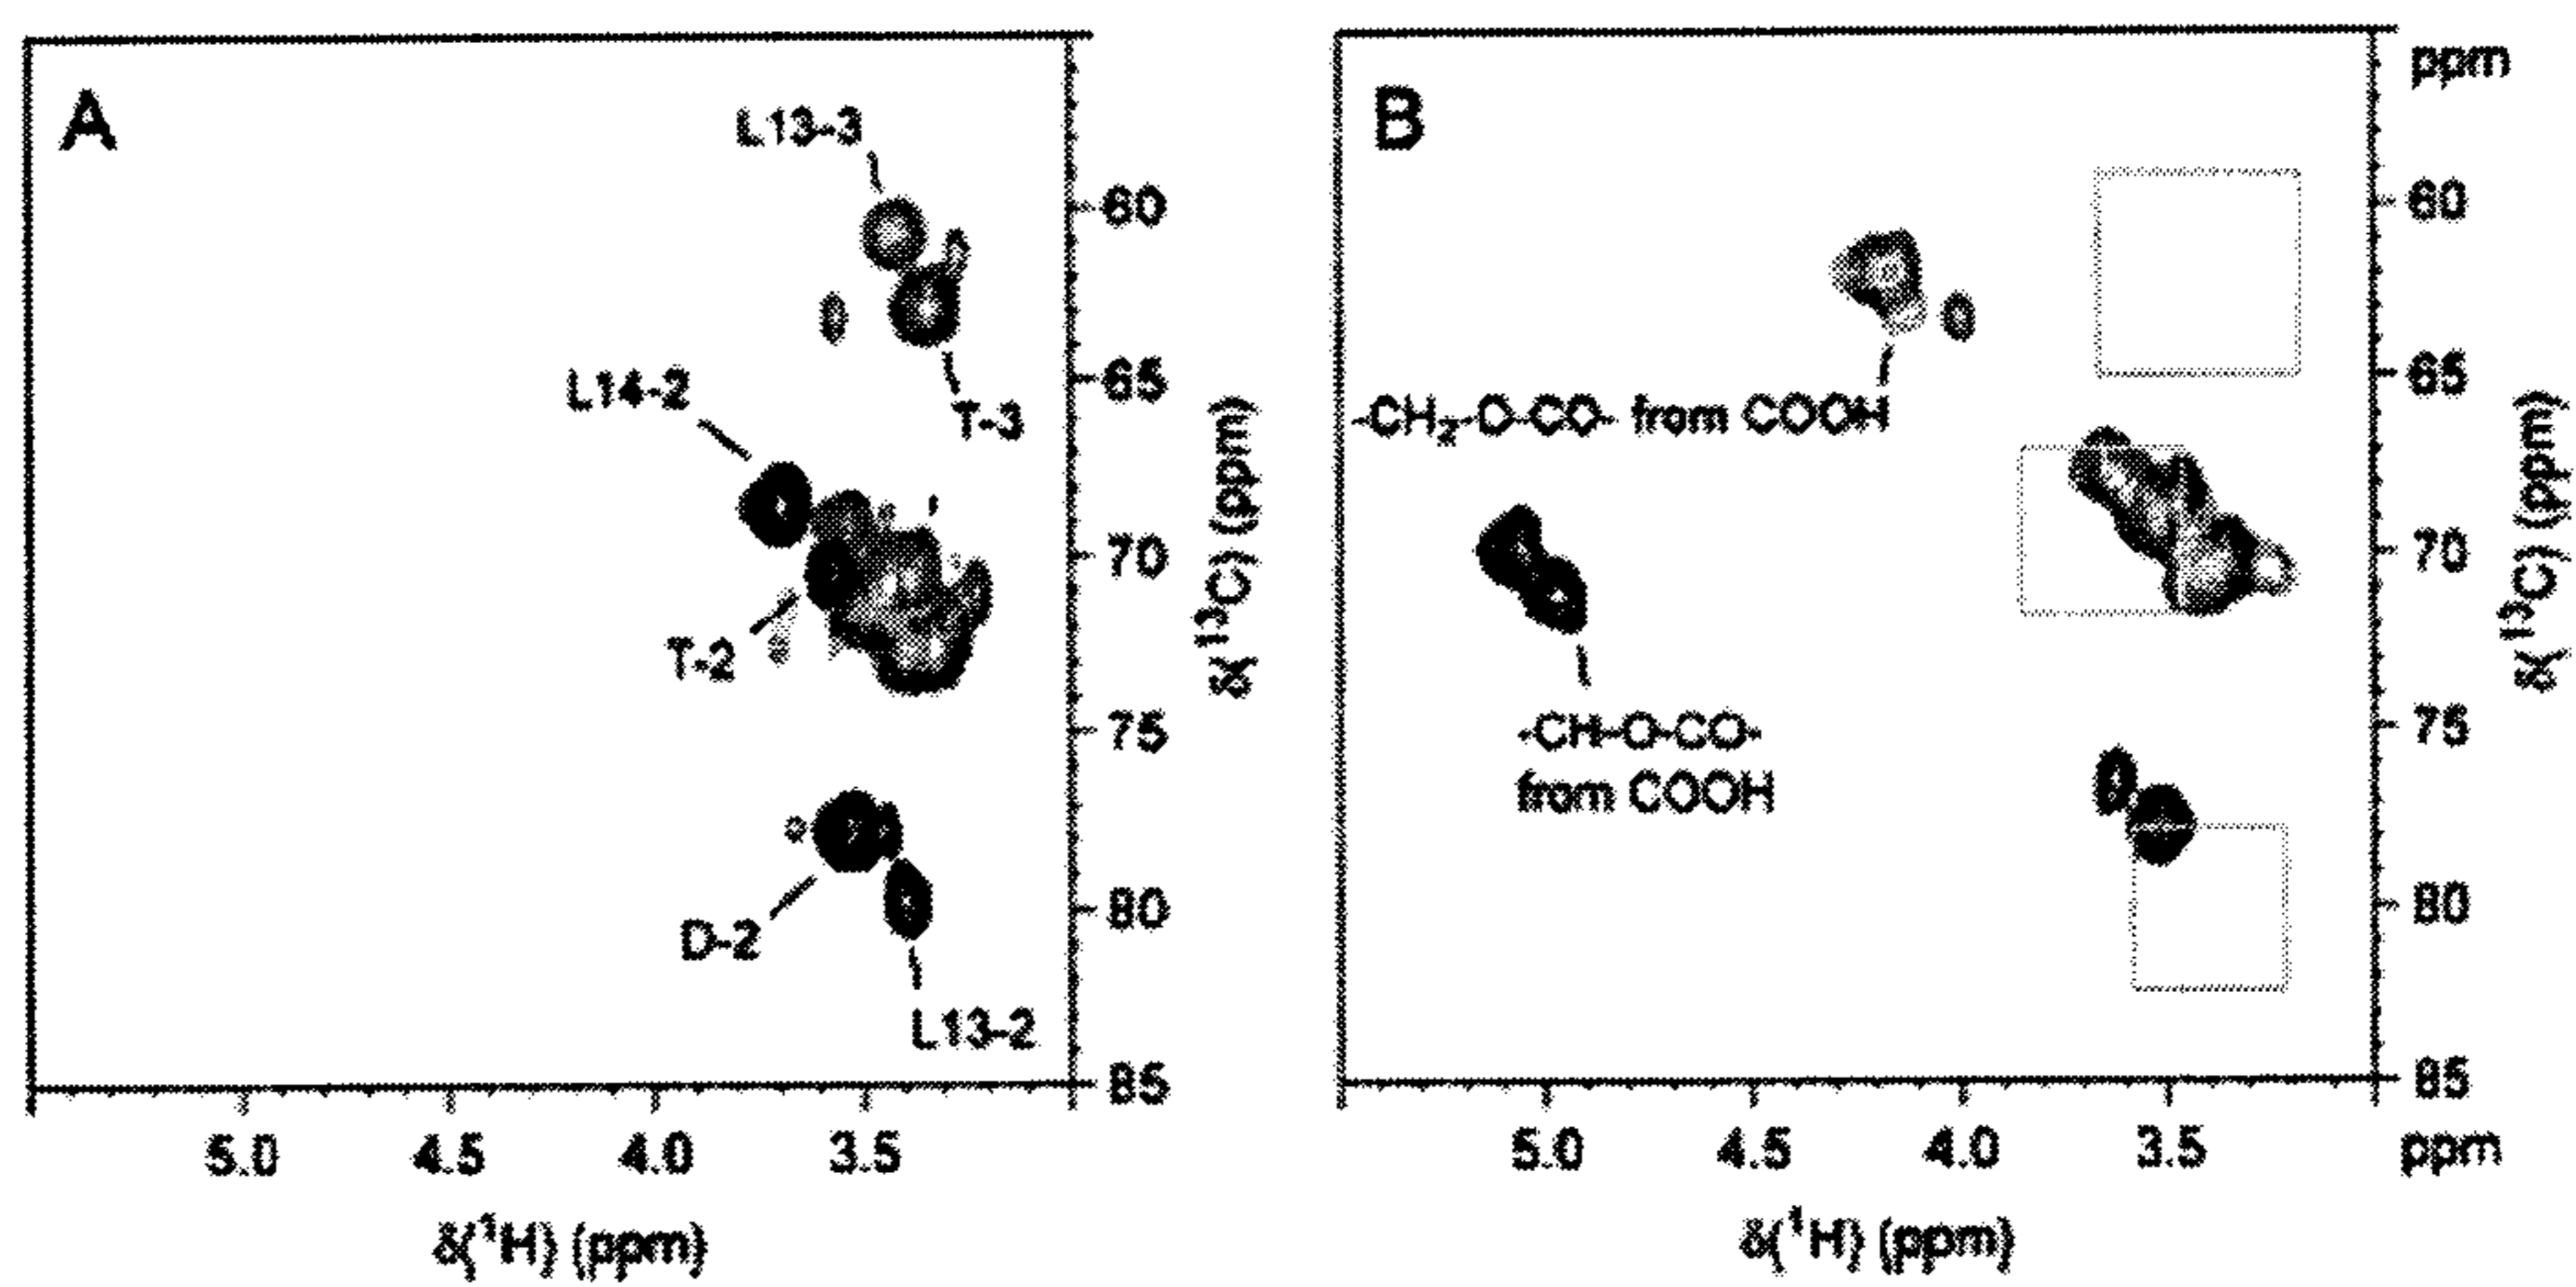 A
L13-3
L14-2
T-3
T-2
D-2
L13-2
60
65
70
75
80
85
δ(¹³C) (ppm)
5.0 4.5 4.0 3.5
δ(¹H) (ppm)
B
ppm
-CH₂-O-CO- from COOH
-CH-O-CO-
from COOH
60
65
70
75
80
85
δ(¹³C) (ppm)
5.0 4.5 4.0 3.5 ppm
δ(¹H) (ppm)